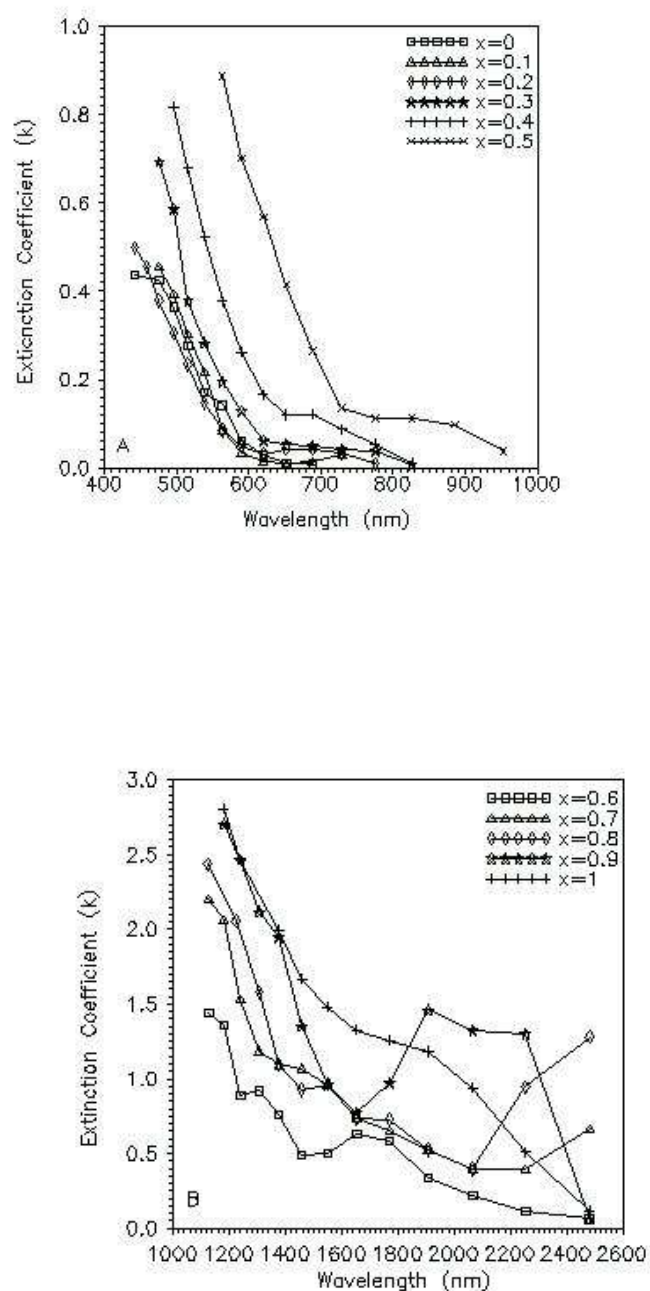 1.0
0.8
0.6
0.4
0.2
0.0
Extienction Coefficient (k)
x=0
x=0.1
x=0.2
x=0.3
x=0.4
x=0.5
A
400 500 600 700 800 900 1000
Wavelength (nm)
3.0
2.5
2.0
1.5
1.0
0.5
0.0
Extinction Coefficient (k)
x=0.6
x=0.7
x=0.8
x=0.9
x=1
B
1000 1200 1400 1600 1800 2000 2200 2400 2600
Wavelength (nm)